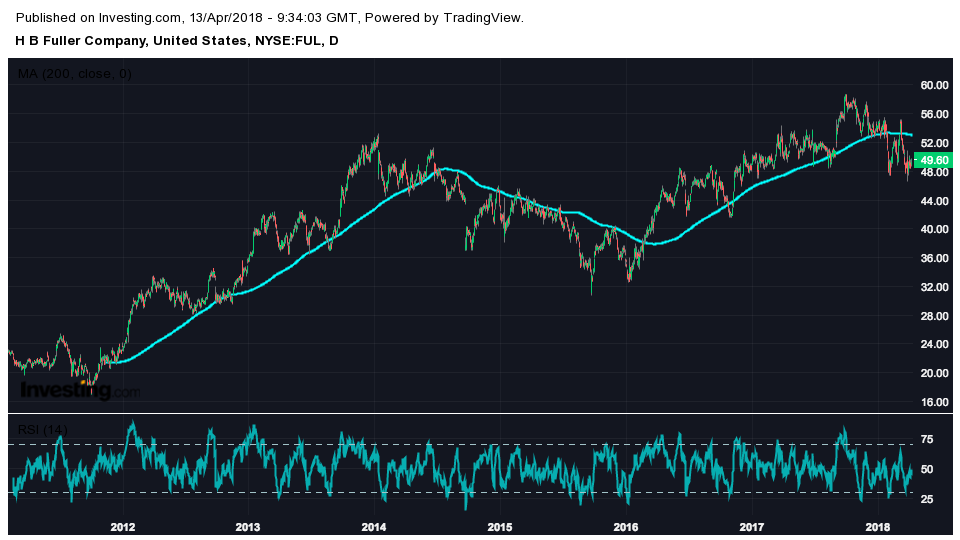 Published on Investing.com, 13/Apr/2018 - 9:34:03 GMT, Powered by TradingView.
H B Fuller Company, United States, NYSE:FUL, D
MA (200, close, 0)
60.00
56.00
52.00
49.60
48.00
44.00
40.00
36.00
32.00
28.00
24.00
20.00
16.00
Investing.com
RSI (14)
75
50
25
2012 2013 2014 2015 2016 2017 2018